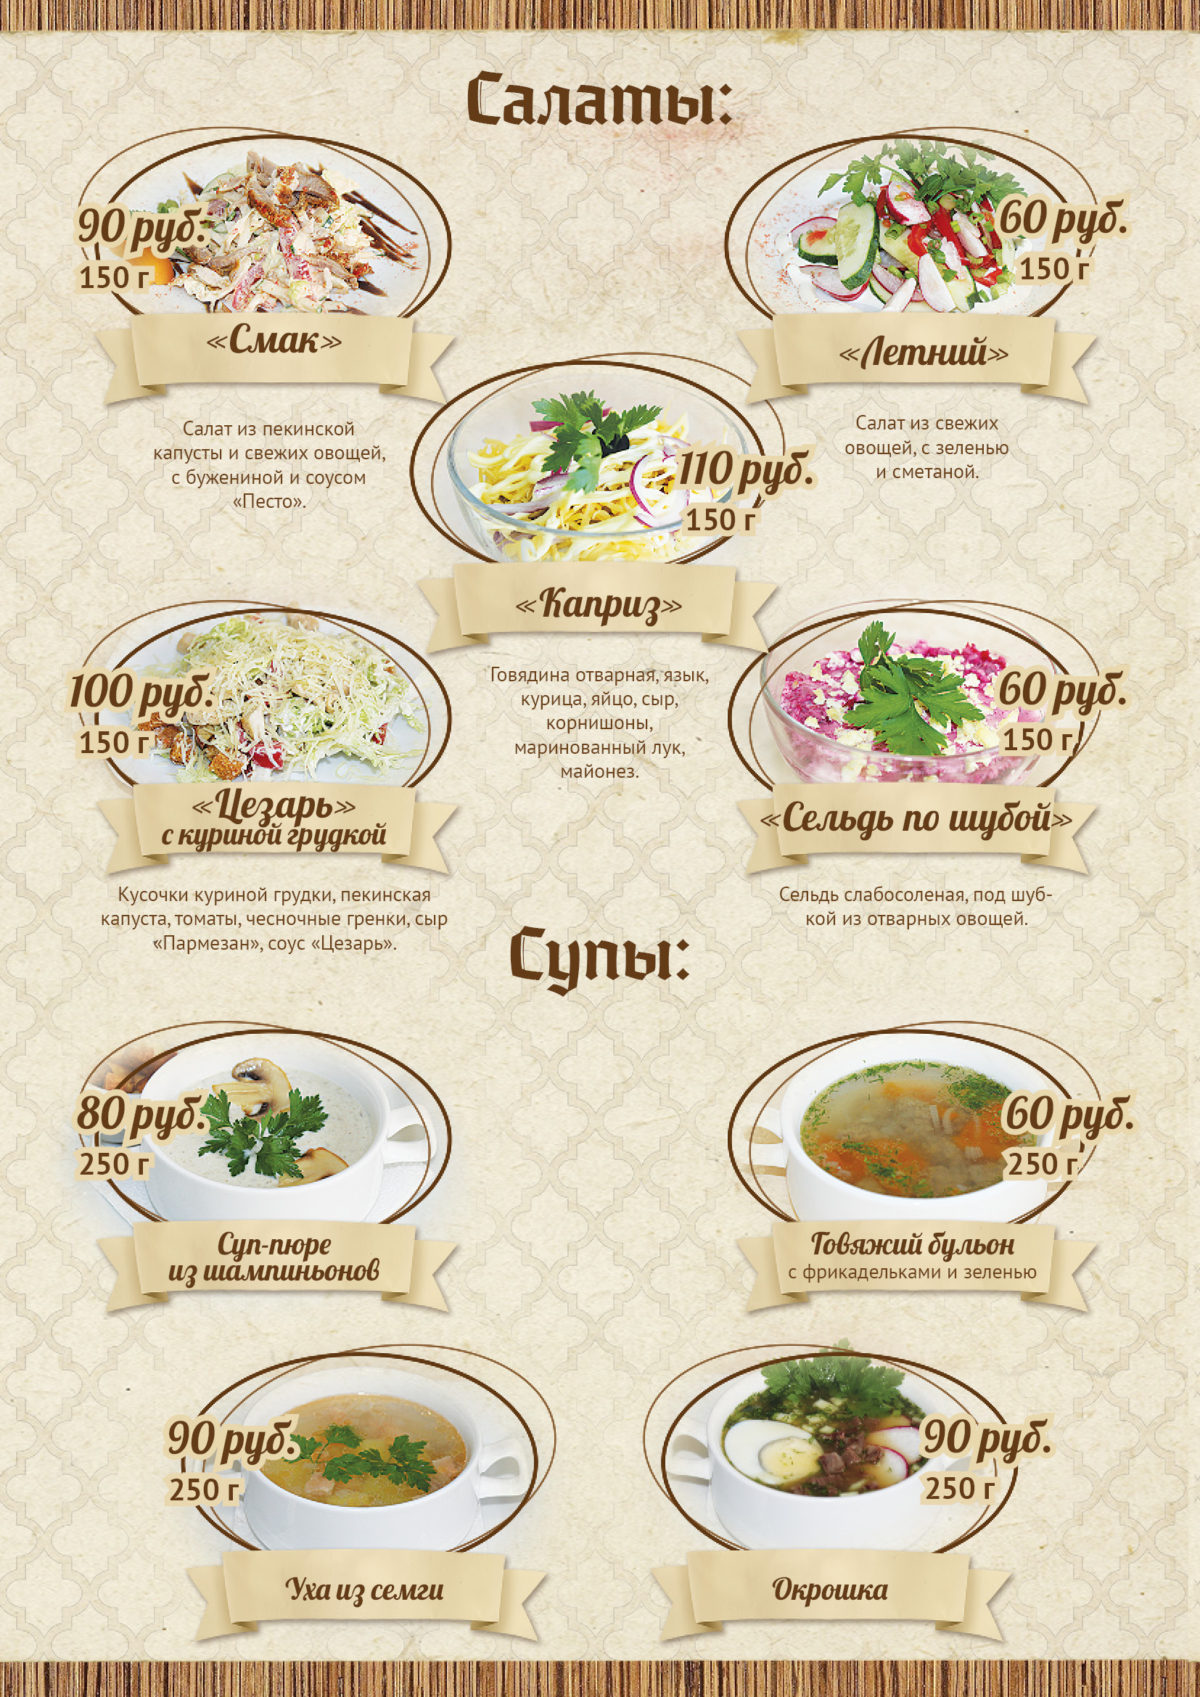 Салаты:
90 руб.
150 г
«Смак»
Салат из пекинской
капусты и свежих овощей,
с бужениной и соусом
«Песто».
60 руб.
150 г
«Летний»
Салат из свежих
овощей, с зеленью
и сметаной.
110 руб.
150 г
«Каприз»
Говядина отварная, язык,
курица, яйцо, сыр,
корнишоны,
маринованный лук,
майонез.
100 руб.
150 г
«Цезарь»
с куриной грудкой
Кусочки куриной грудки, пекинская
капуста, томаты, чесночные гренки, сыр
«Пармезан», соус «Цезарь».
60 руб.
150 г
«Сельдь по шубой»
Сельдь слабосоленая, под шуб-
кой из отварных овощей.
Супы:
80 руб.
250 г
Суп-пюре
из шампиньонов
60 руб.
250 г
Говяжий бульон
с фрикадельками и зеленью
90 руб.
250 г
Уха из семги
90 руб.
250 г
Окрошка